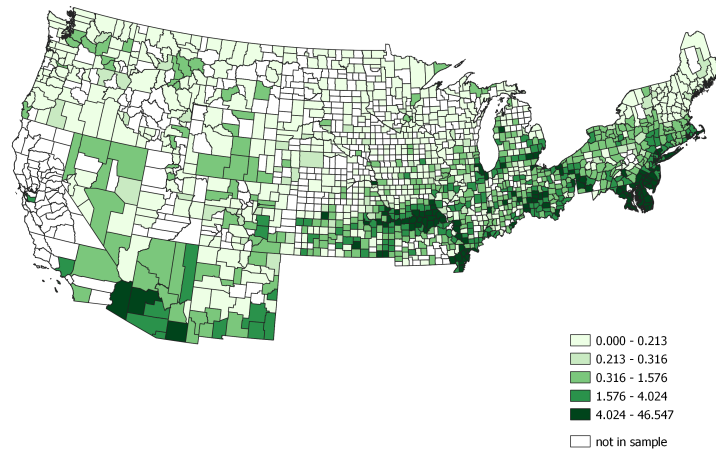 0.000 - 0.213
0.213 - 0.316
0.316 - 1.576
1.576 - 4.024
4.024 - 46.547
not in sample